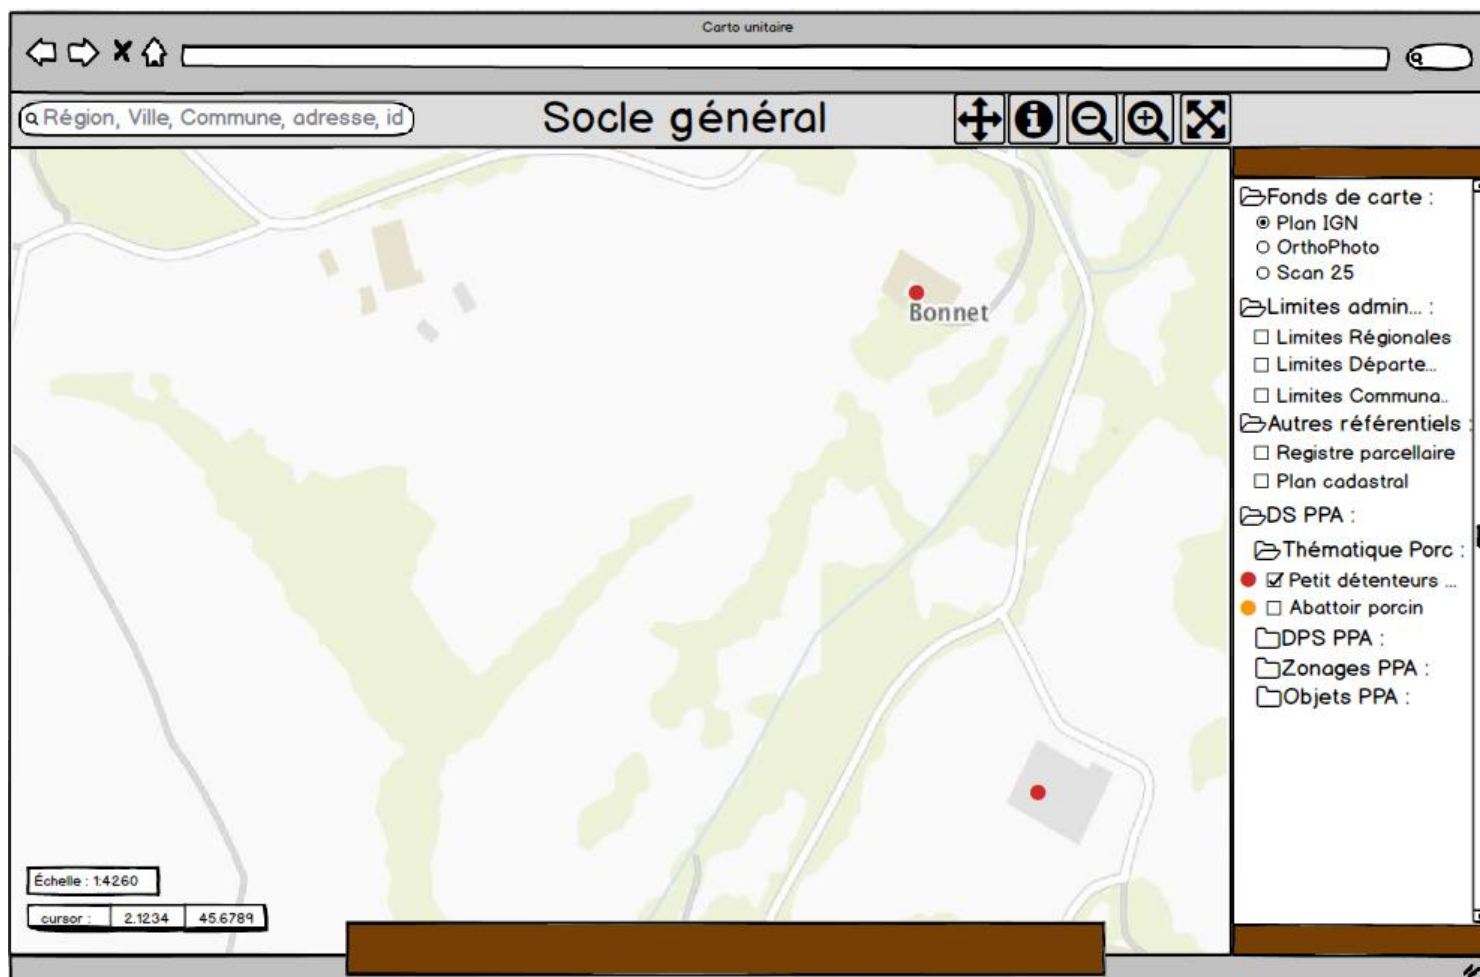 Carto unitaire
Région, Ville, Commune, adresse, id
Socle général
Bonnet
Échelle : 1:4260
cursor : 2.1234 45.6789
Fonds de carte :
Plan IGN
OrthoPhoto
Scan 25
Limites admin... :
Limites Régionales
Limites Départe...
Limites Communa..
Autres référentiels :
Registre parcellaire
Plan cadastral
DS PPA :
Thématique Porc :
Petit détenteurs ...
Abattoir porcin
DPS PPA :
Zonages PPA :
Objets PPA :